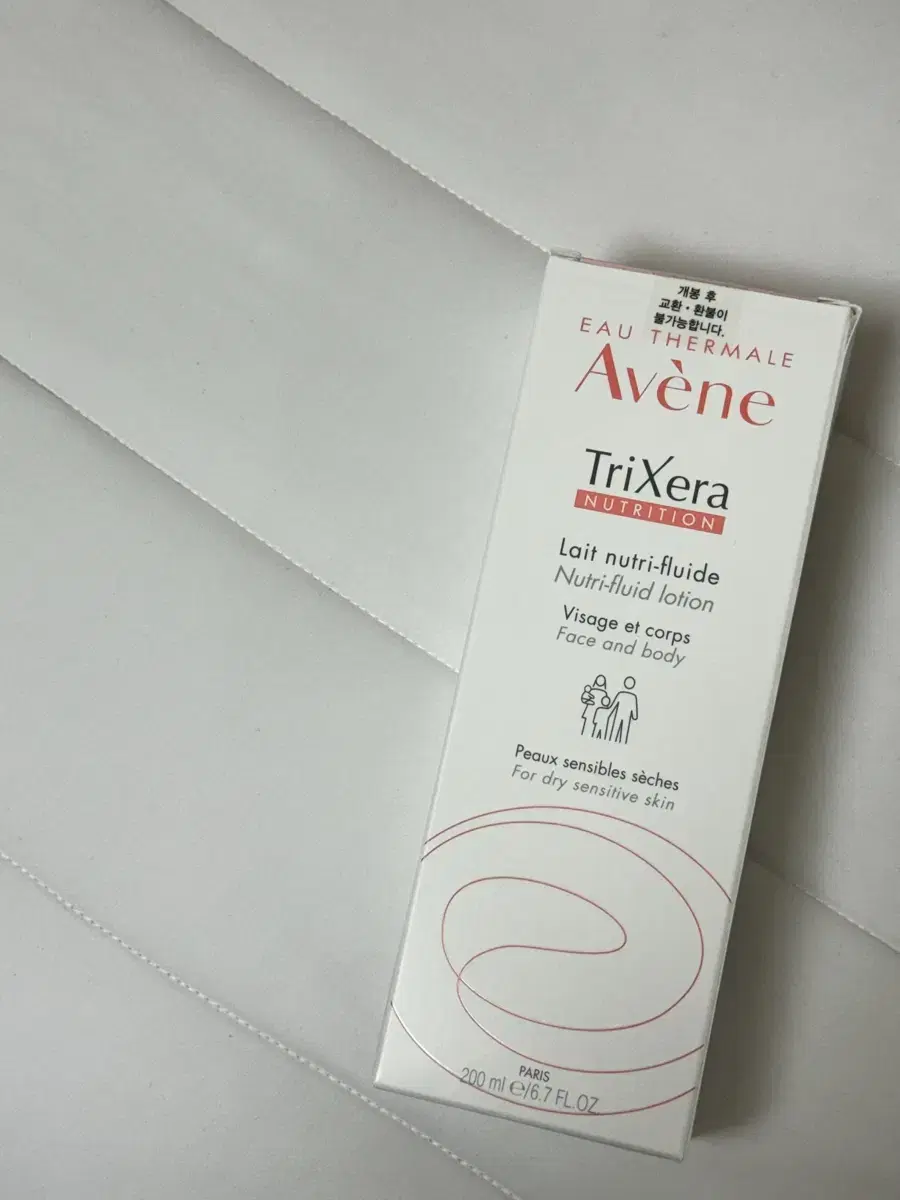 개봉 후
교환·환불이
불가능합니다.
EAU THERMALE
Avène
TriXera
NUTRITION
Lait nutri-fluide
Nutri-fluid lotion
Visage et corps
Face and body
Peaux sensibles sèches
For dry sensitive skin
PARIS
200 ml e/6.7 FL.OZ.